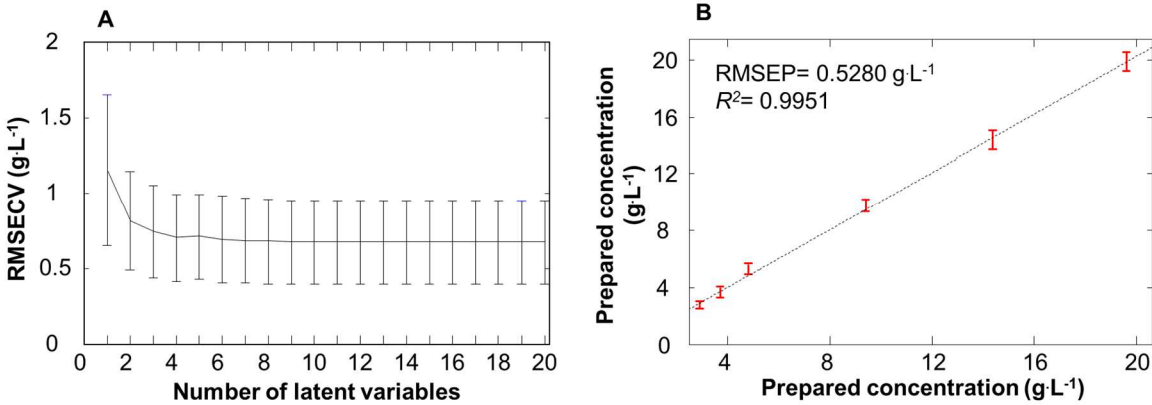 A
2
1.5
1
0.5
0
RMSECV (g·L-1)
0 2 4 6 8 10 12 14 16 18 20
Number of latent variables
B
RMSEP= 0.5280 g·L-1
R2= 0.9951
20
16
12
8
4
0
Prepared concentration
(g·L-1)
4 8 12 16 20
Prepared concentration (g·L-1)